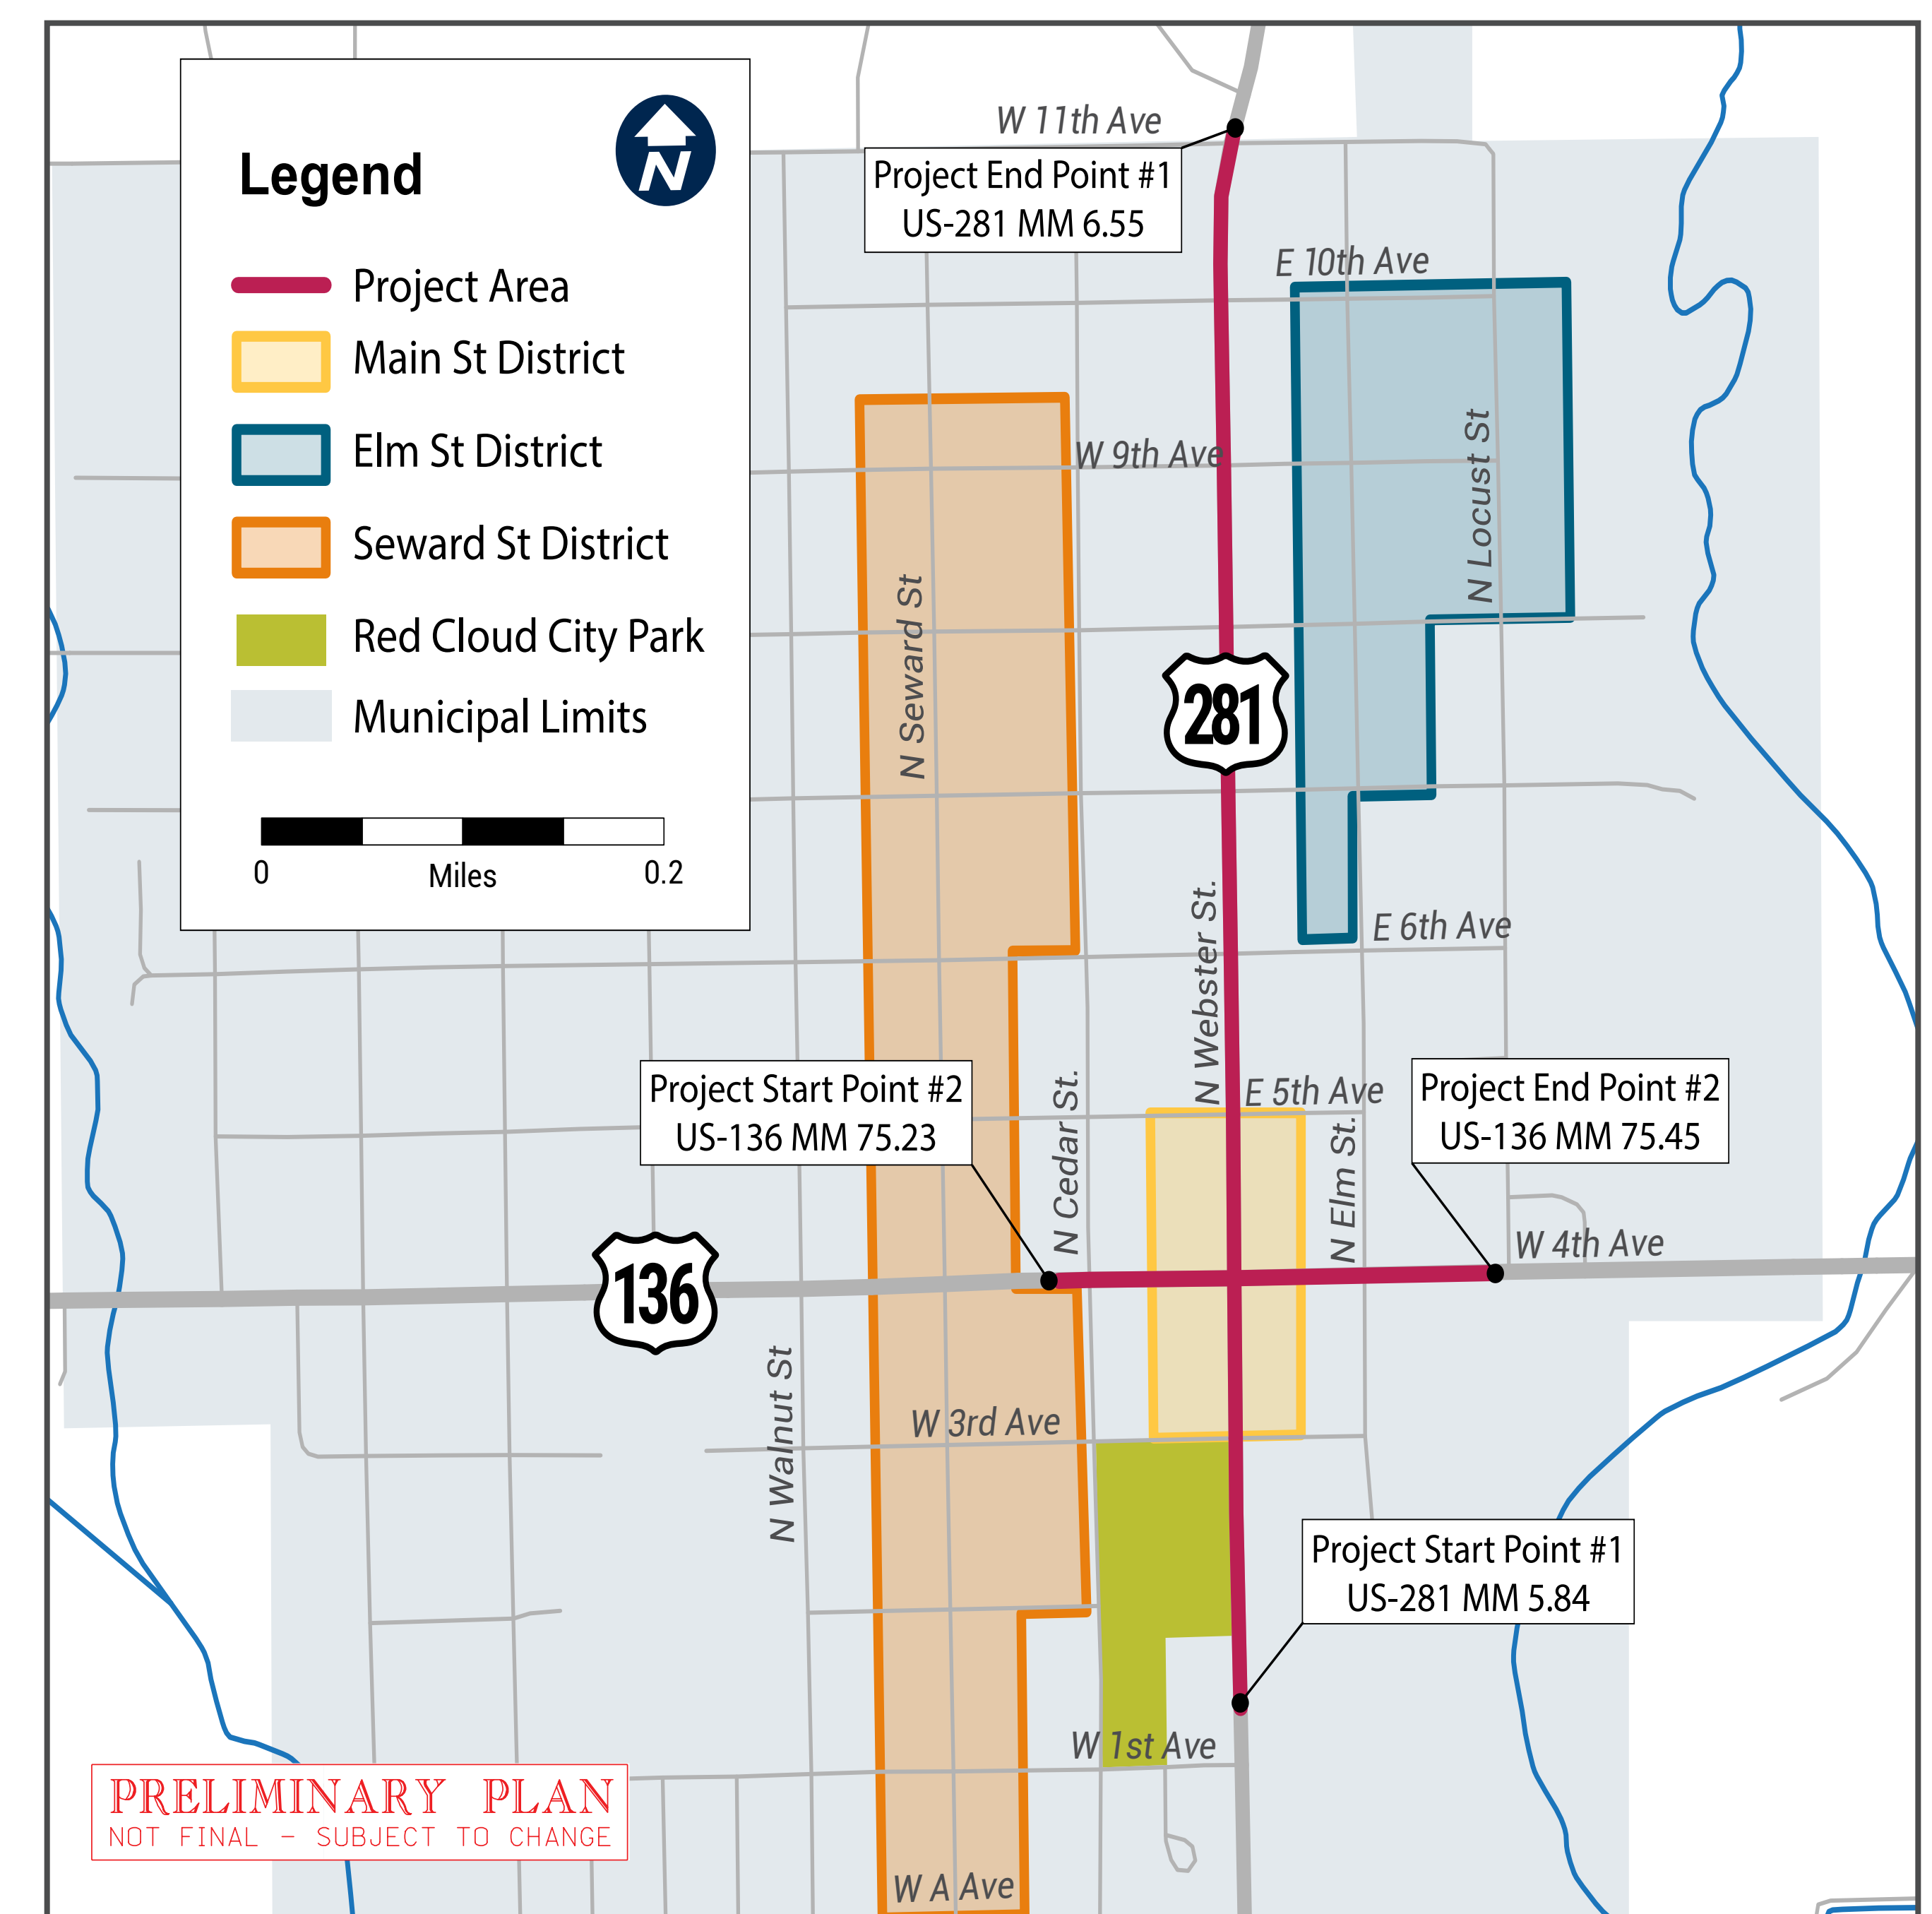 Legend
N
Project Area
Main St District
Elm St District
Seward St District
Red Cloud City Park
Municipal Limits
0 Miles 0.2
W 11th Ave
Project End Point #1
US-281 MM 6.55
E 10th Ave
W 9th Ave
N Locust St
N Seward St
281
N Webster St.
E 6th Ave
Project Start Point #2
US-136 MM 75.23
N Cedar St.
E 5th Ave
N Elm St.
Project End Point #2
US-136 MM 75.45
W 4th Ave
136
N Walnut St
W 3rd Ave
Project Start Point #1
US-281 MM 5.84
W 1st Ave
PRELIMINARY PLAN
NOT FINAL - SUBJECT TO CHANGE
W A Ave